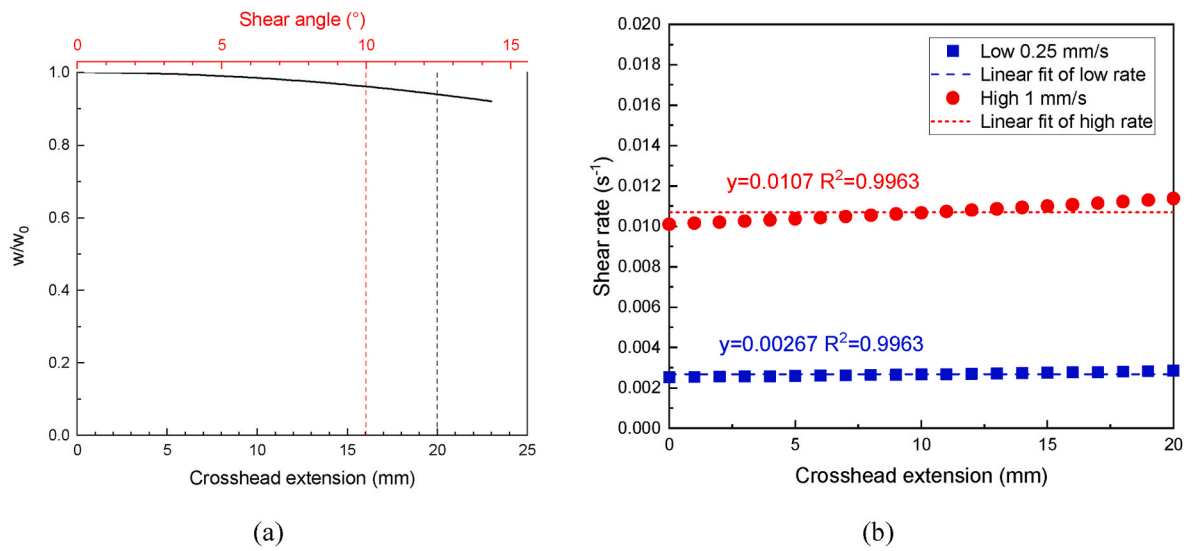 Shear angle (°)
0 5 10 15
1.0
0.8
0.6
0.4
0.2
0.0
w/w₀
0 5 10 15 20 25
Crosshead extension (mm)
(a)
0.020
0.018
0.016
0.014
0.012
0.010
0.008
0.006
0.004
0.002
0.000
Shear rate (s⁻¹)
Low 0.25 mm/s
Linear fit of low rate
High 1 mm/s
Linear fit of high rate
y=0.0107 R²=0.9963
y=0.00267 R²=0.9963
0 5 10 15 20
Crosshead extension (mm)
(b)